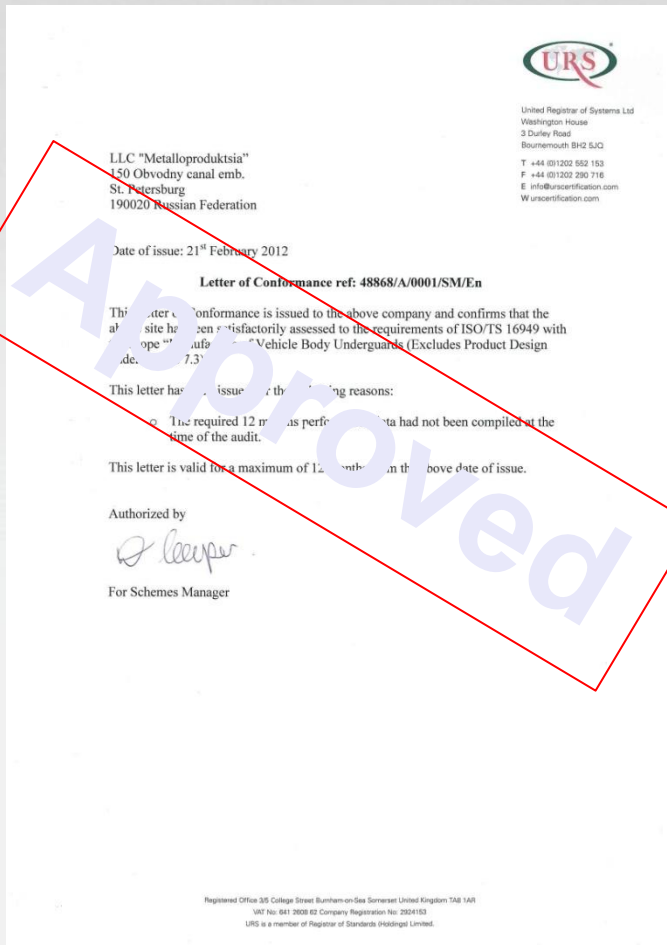 URS
United Registrar of Systems Ltd
Washington House
3 Durley Road
Bournemouth BH2 5JQ
T +44 (0)1202 552 153
F +44 (0)1202 290 716
E info@urscertification.com
W urscertification.com
LLC "Metalloproduktsia"
150 Obvodny canal emb.
St. Petersburg
190020 Russian Federation
Date of issue: 21st February 2012
Letter of Conformance ref: 48868/A/0001/SM/En
This letter of Conformance is issued to the above company and confirms that the
above site has been satisfactorily assessed to the requirements of ISO/TS 16949 with
scope Vehicle Body Underguards (Excludes Product Design
7.3)
This letter has issue reasons:
The required 12 months data had not been compiled at the
time of the audit.
This letter is valid for a maximum of 12 months the above date of issue.
Authorized by
For Schemes Manager
Approved
Registered Office 3/5 College Street Burnham-on-Sea Somerset United Kingdom TA8 1AR
VAT No: 641 2609 62 Company Registration No: 2924153
URS is a member of Registrar of Standards (Holdings) Limited.